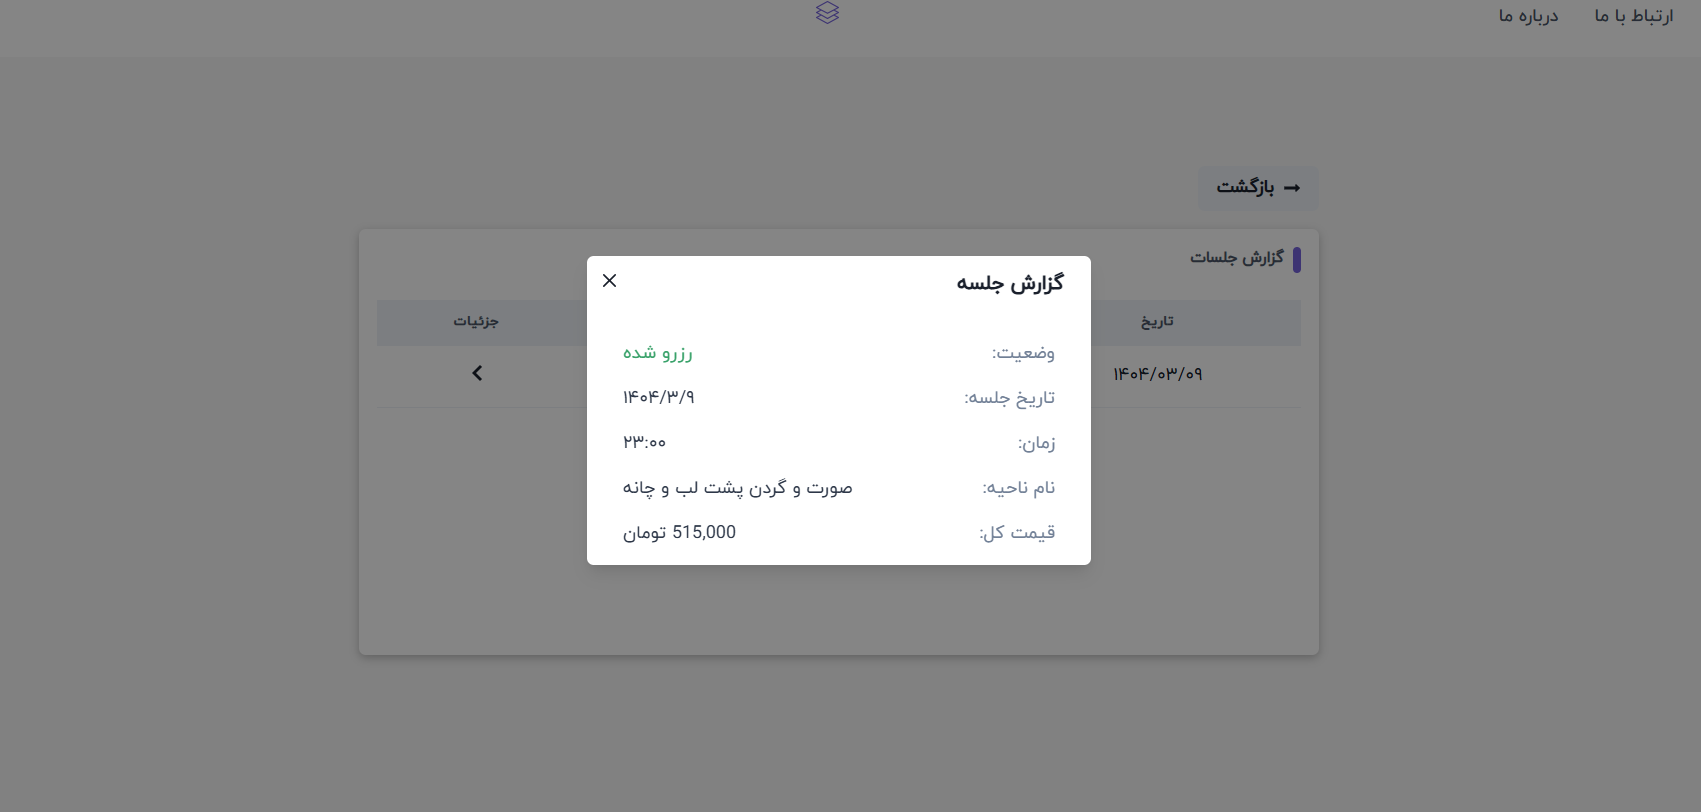 ارتباط با ما
درباره ما
بازگشت
گزارش جلسات
تاریخ
جزئیات
۱۴۰۴/۰۳/۰۹
گزارش جلسه
وضعیت: رزرو شده
تاریخ جلسه: ۱۴۰۴/۳/۹
زمان: ۲۳:۰۰
نام ناحیه: صورت و گردن پشت لب و چانه
قیمت کل: 515,000 تومان